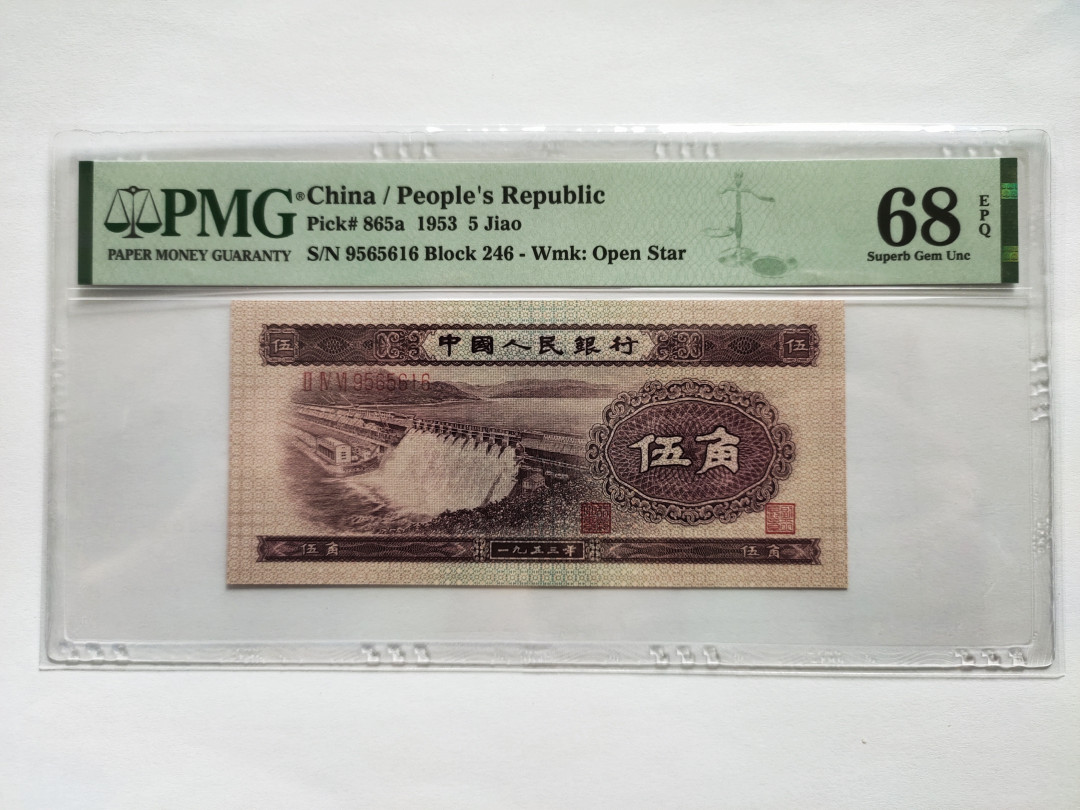 PMG®
PAPER MONEY GUARANTY
China / People's Republic
Pick# 865a 1953 5 Jiao
S/N 9565616 Block 246 - Wmk: Open Star
68
EPQ
Superb Gem Unc
伍 中國人民銀行 伍
II IV VI 9565616
伍角
伍角 一九五三年 伍角